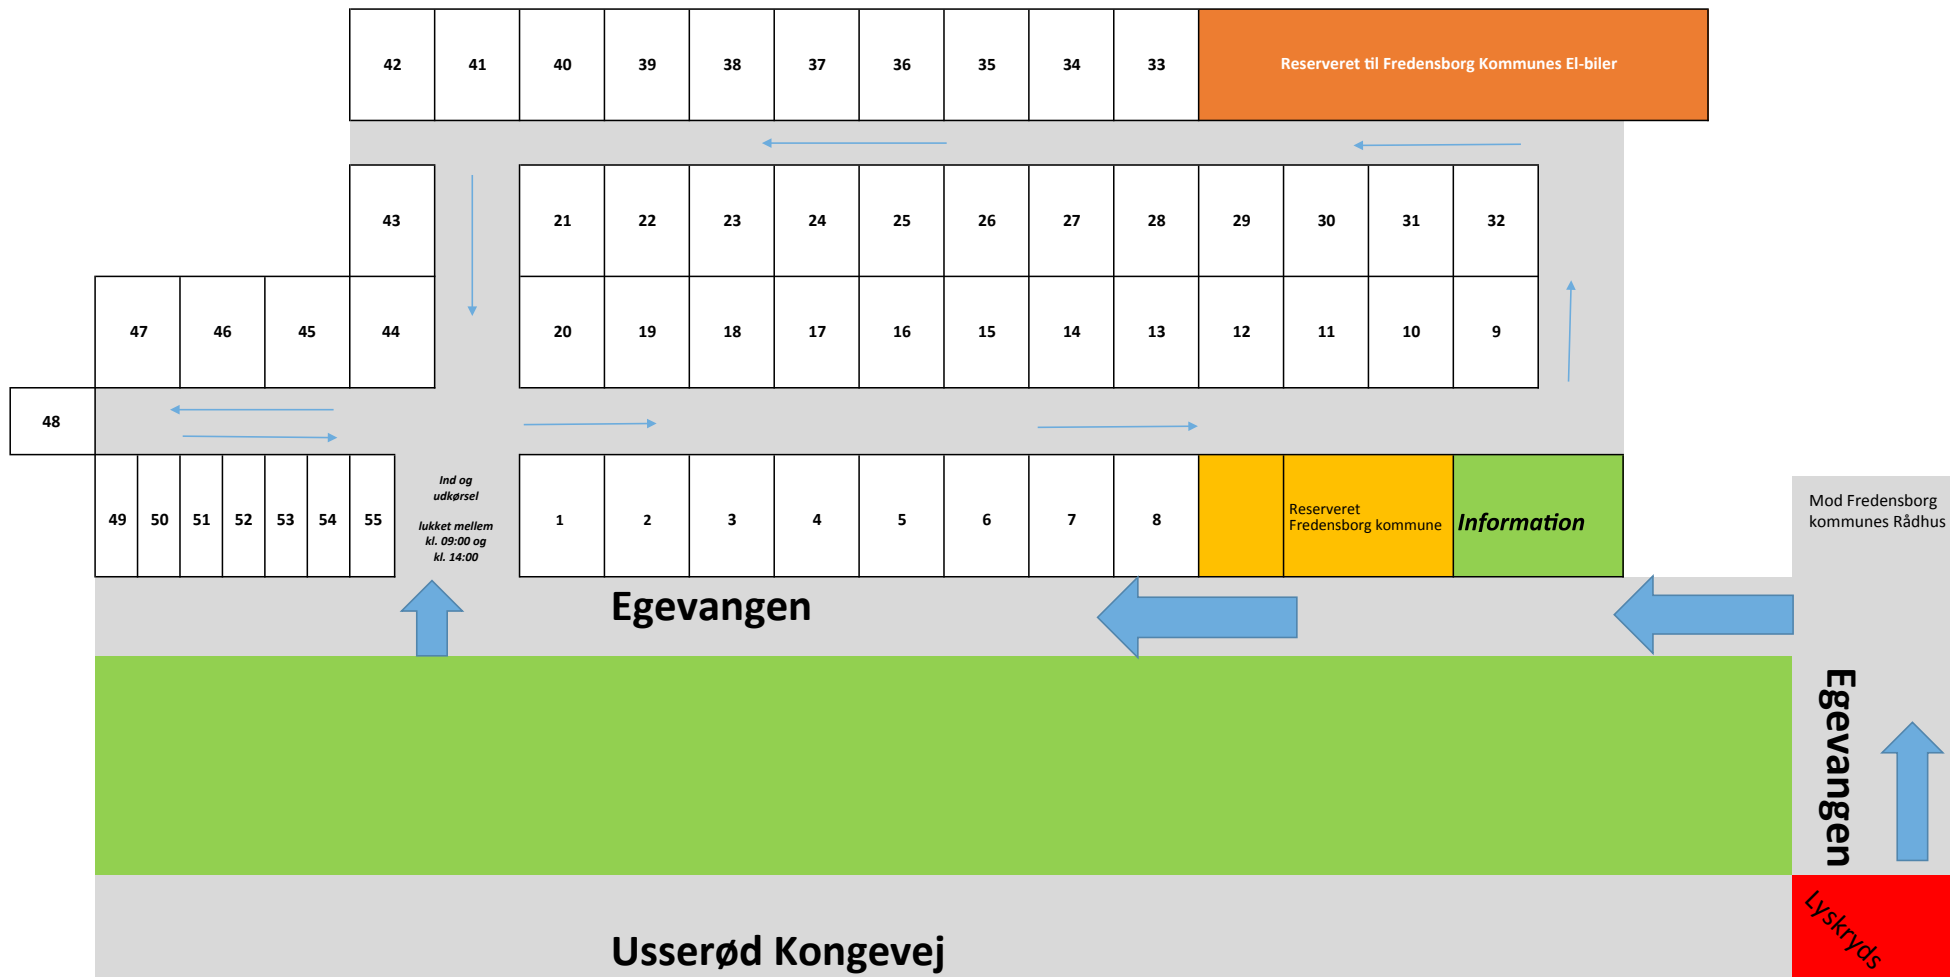 42 41 40 39 38 37 36 35 34 33 Reserveret til Fredensborg Kommunes El-biler
43 21 22 23 24 25 26 27 28 29 30 31 32
47 46 45 44 20 19 18 17 16 15 14 13 12 11 10 9
48
49 50 51 52 53 54 55
Ind og
udkørsel
lukket mellem
kl. 09:00 og
kl. 14:00
1 2 3 4 5 6 7 8
Reserveret
Fredensborg kommune
Information
Mod Fredensborg
kommunes Rådhus
Egevangen
Egevangen
Usserød Kongevej
Lyskryds